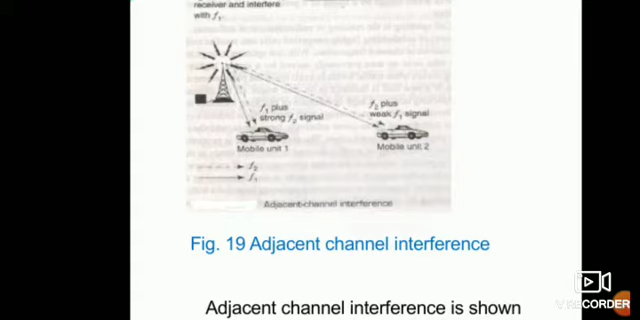 receiver and interfere
with f₁.
f₁ plus
strong f₂ signal
f₂ plus
weak f₁ signal
Mobile unit 1
Mobile unit 2
f₂
f₁
Adjacent-channel interference
Fig. 19 Adjacent channel interference
Adjacent channel interference is shown
RECORDER